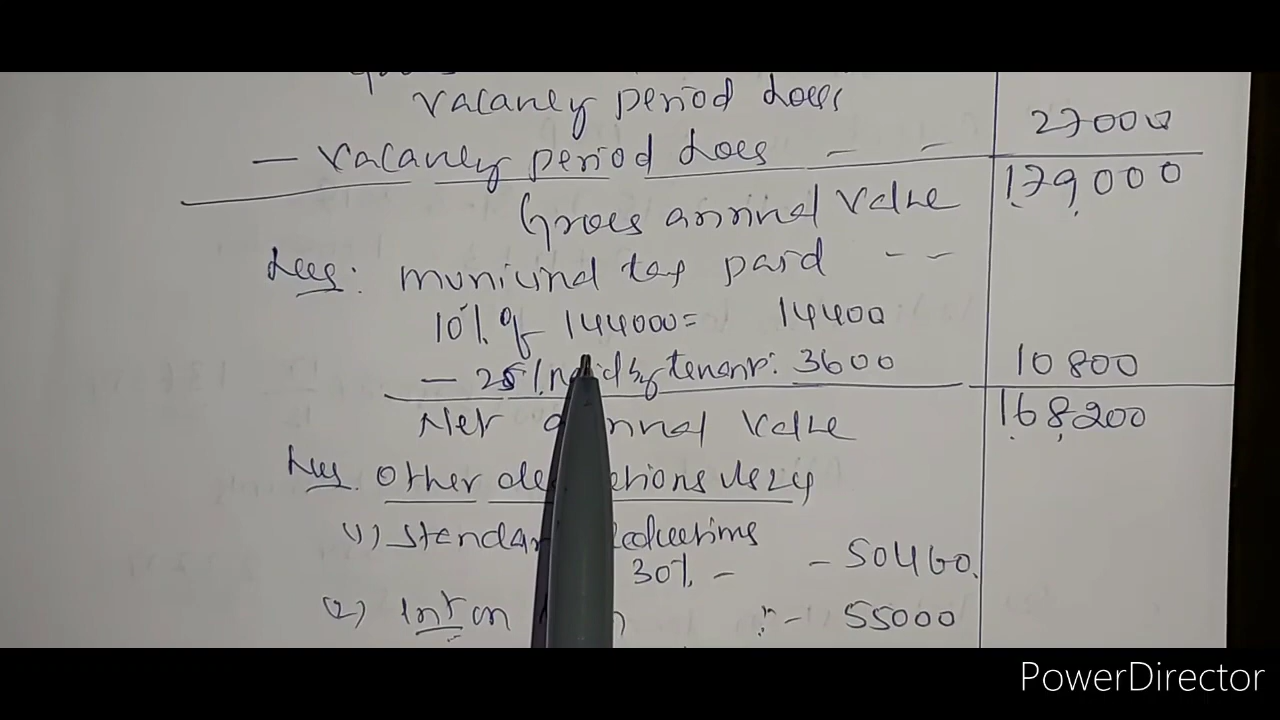 vacancy period Loss
— Vacancy period Loss - - 27000
Gross annual Value 179,000
Less: municipal tax paid - -
10% of 144000= 14400
— 25% paid by tenant: 3600 10800
Net annual Value 168,200
Less. Other deductions u/s 24
(1) Standard deductions
30% - - 50460.
(2) Int on :- 55000
PowerDirector